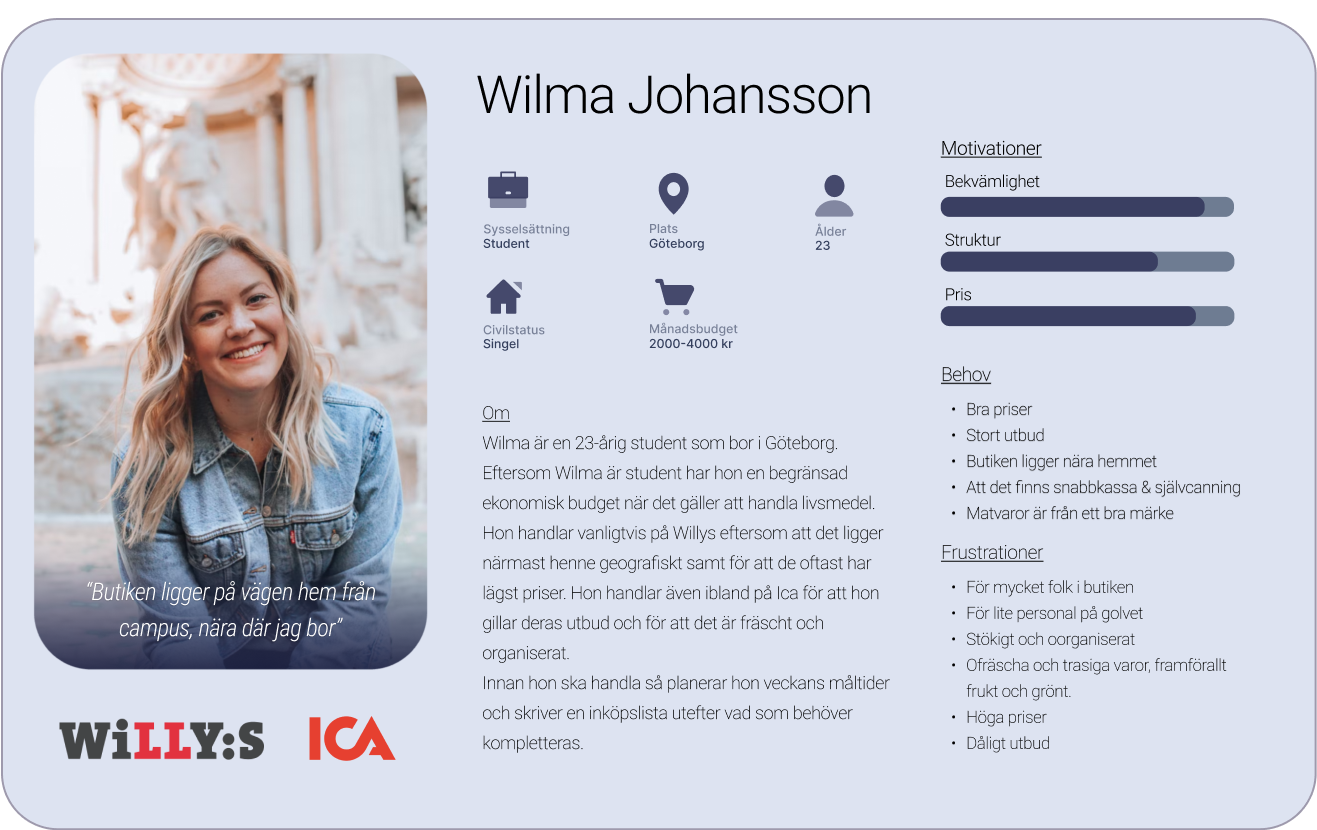 Wilma Johansson
Sysselsättning
Student
Plats
Göteborg
Ålder
23
Civilstatus
Singel
Månadsbudget
2000-4000 kr
Om
Wilma är en 23-årig student som bor i Göteborg.
Eftersom Wilma är student har hon en begränsad
ekonomisk budget när det gäller att handla livsmedel.
Hon handlar vanligtvis på Willys eftersom att det ligger
närmast henne geografiskt samt för att de oftast har
lägst priser. Hon handlar även ibland på Ica för att hon
gillar deras utbud och för att det är fräscht och
organiserat.
Innan hon ska handla så planerar hon veckans måltider
och skriver en inköpslista utefter vad som behöver
kompletteras.
"Butiken ligger på vägen hem från
campus, nära där jag bor"
WiLLY:S
ICA
Motivationer
Bekvämlighet
Struktur
Pris
Behov
• Bra priser
• Stort utbud
• Butiken ligger nära hemmet
• Att det finns snabbkassa & självcanning
• Matvaror är från ett bra märke
Frustrationer
• För mycket folk i butiken
• För lite personal på golvet
• Stökigt och oorganiserat
• Ofräscha och trasiga varor, framförallt
frukt och grönt.
• Höga priser
• Dåligt utbud